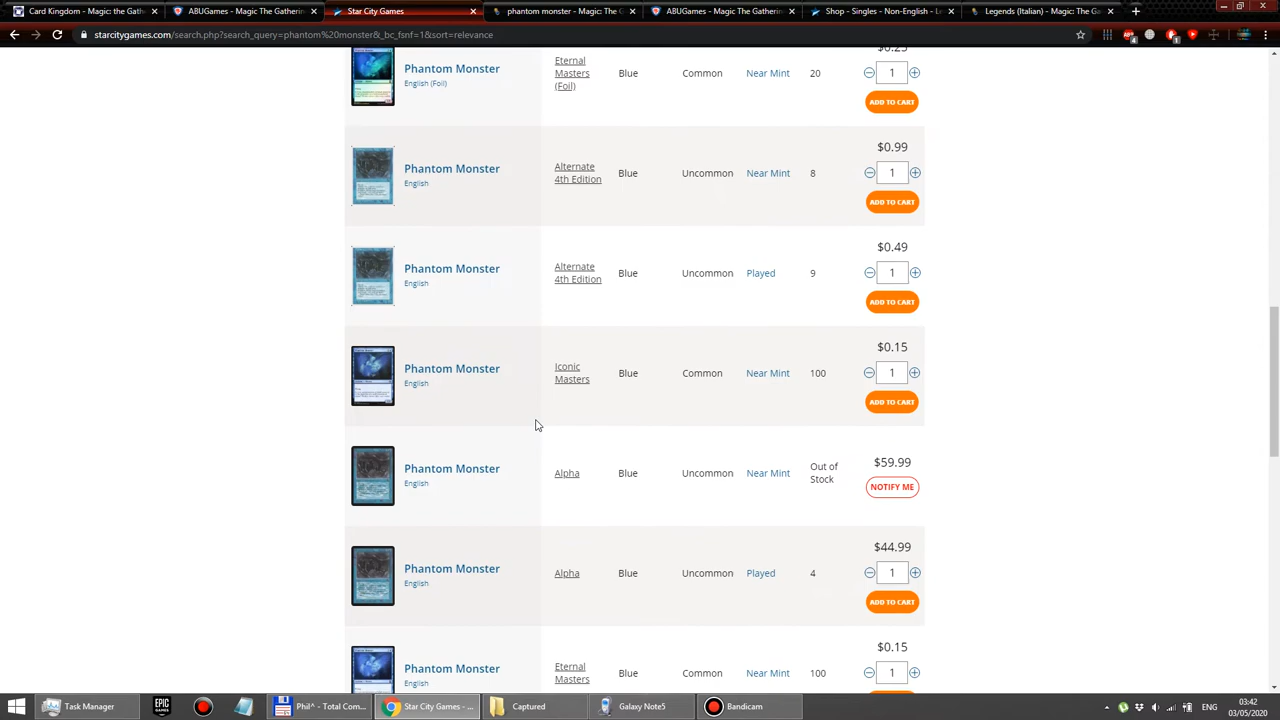 Card Kingdom - Magic: the Gather
ABUGames - Magic The Gatherin
Star City Games
phantom monster - 4th Edition: G
ABUGames - Magic The Gatherin
Shop - Singles - Non-English - Le
Legends (Italian) - Magic: The G
starcitygames.com/search.php?search_query=phantom%20monster&_bc_fsnf=1&sort=relevance
$0.25
Phantom Monster
English (Foil)
Eternal
Masters
(Foil)
Blue
Common
Near Mint
20
1
ADD TO CART
$0.99
Phantom Monster
English
Alternate
4th Edition
Blue
Uncommon
Near Mint
8
1
ADD TO CART
$0.49
Phantom Monster
English
Alternate
4th Edition
Blue
Uncommon
Played
9
1
ADD TO CART
$0.15
Phantom Monster
English
Iconic
Masters
Blue
Common
Near Mint
100
1
ADD TO CART
$59.99
Phantom Monster
English
Alpha
Blue
Uncommon
Near Mint
Out of
Stock
NOTIFY ME
$44.99
Phantom Monster
English
Alpha
Blue
Uncommon
Played
4
1
ADD TO CART
$0.15
Phantom Monster
English
Eternal
Masters
Blue
Common
Near Mint
100
1
Task Manager
EPIC
GAMES
Phil^ - Total Com...
Star City Games - ...
Captured
Galaxy Note5
Bandicam
ENG
03:42
03/05/2020